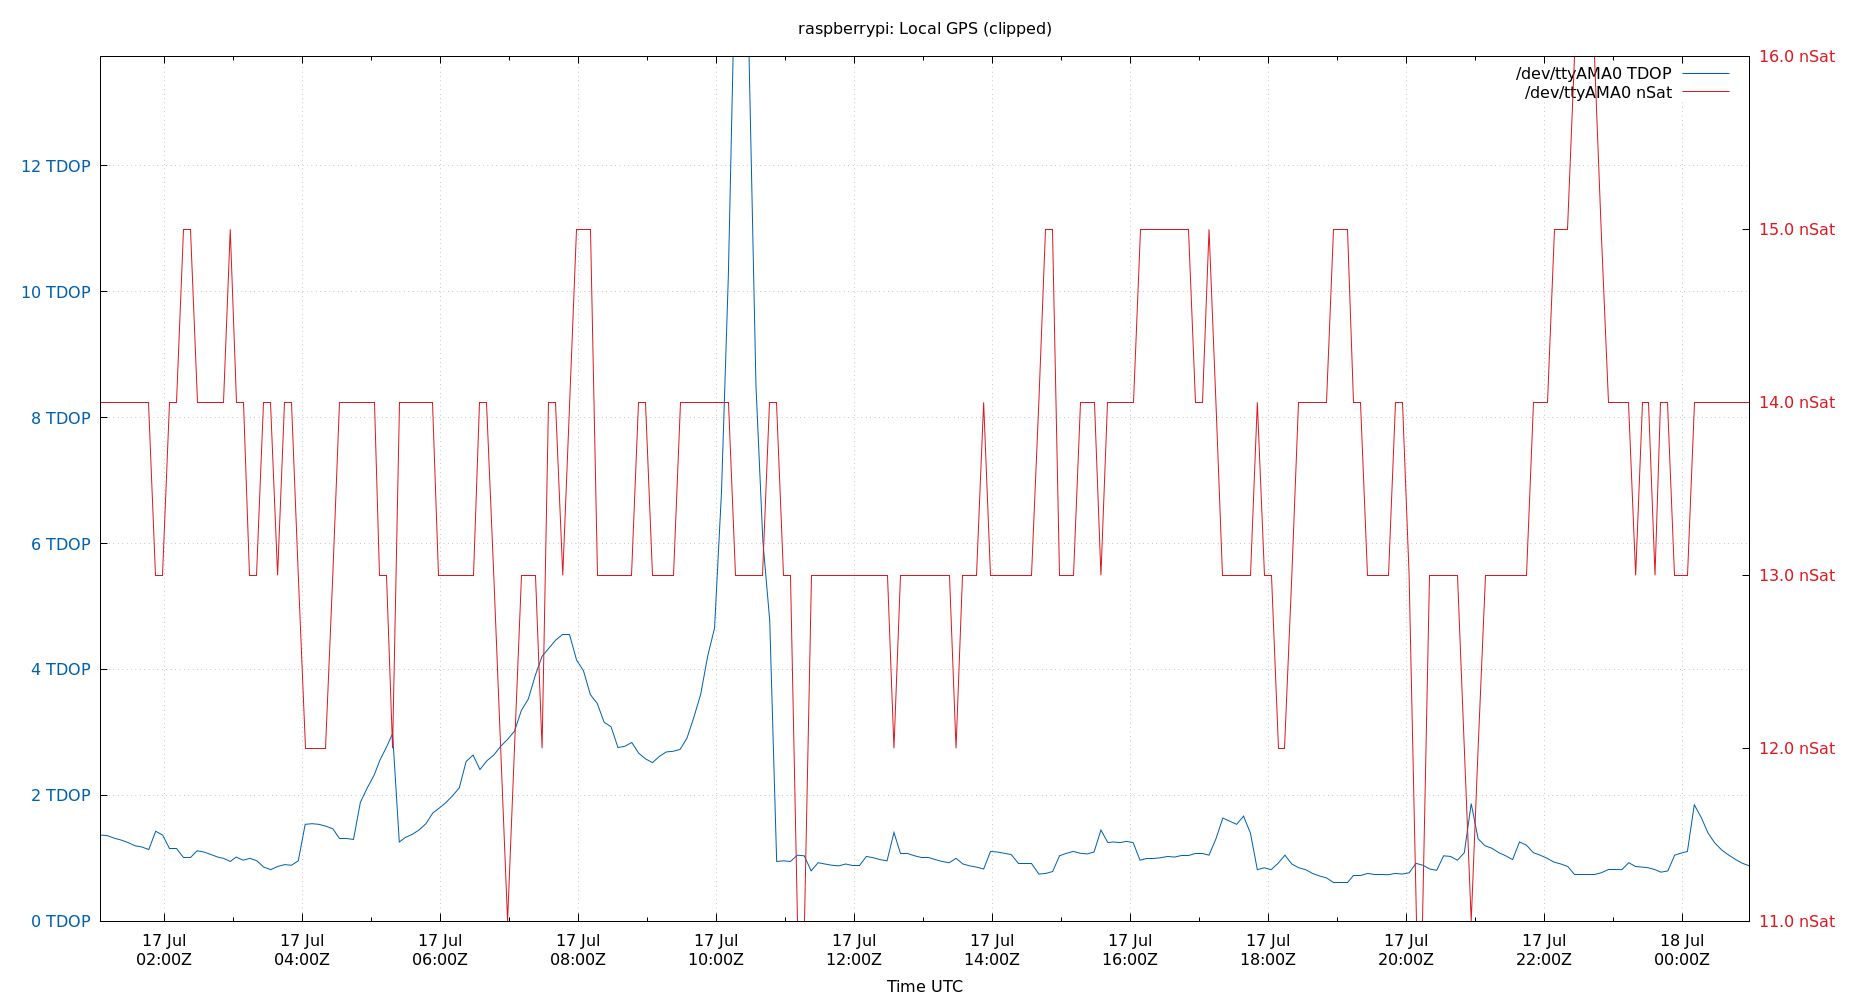 raspberrypi: Local GPS (clipped)
16.0 nSat
/dev/ttyAMA0 TDOP
/dev/ttyAMA0 nSat
12 TDOP
15.0 nSat
10 TDOP
14.0 nSat
8 TDOP
6 TDOP
13.0 nSat
4 TDOP
12.0 nSat
2 TDOP
0 TDOP
11.0 nSat
17 Jul 17 Jul 17 Jul 17 Jul 17 Jul 17 Jul 17 Jul 17 Jul 17 Jul 17 Jul 17 Jul 18 Jul
02:00Z 04:00Z 06:00Z 08:00Z 10:00Z 12:00Z 14:00Z 16:00Z 18:00Z 20:00Z 22:00Z 00:00Z
Time UTC